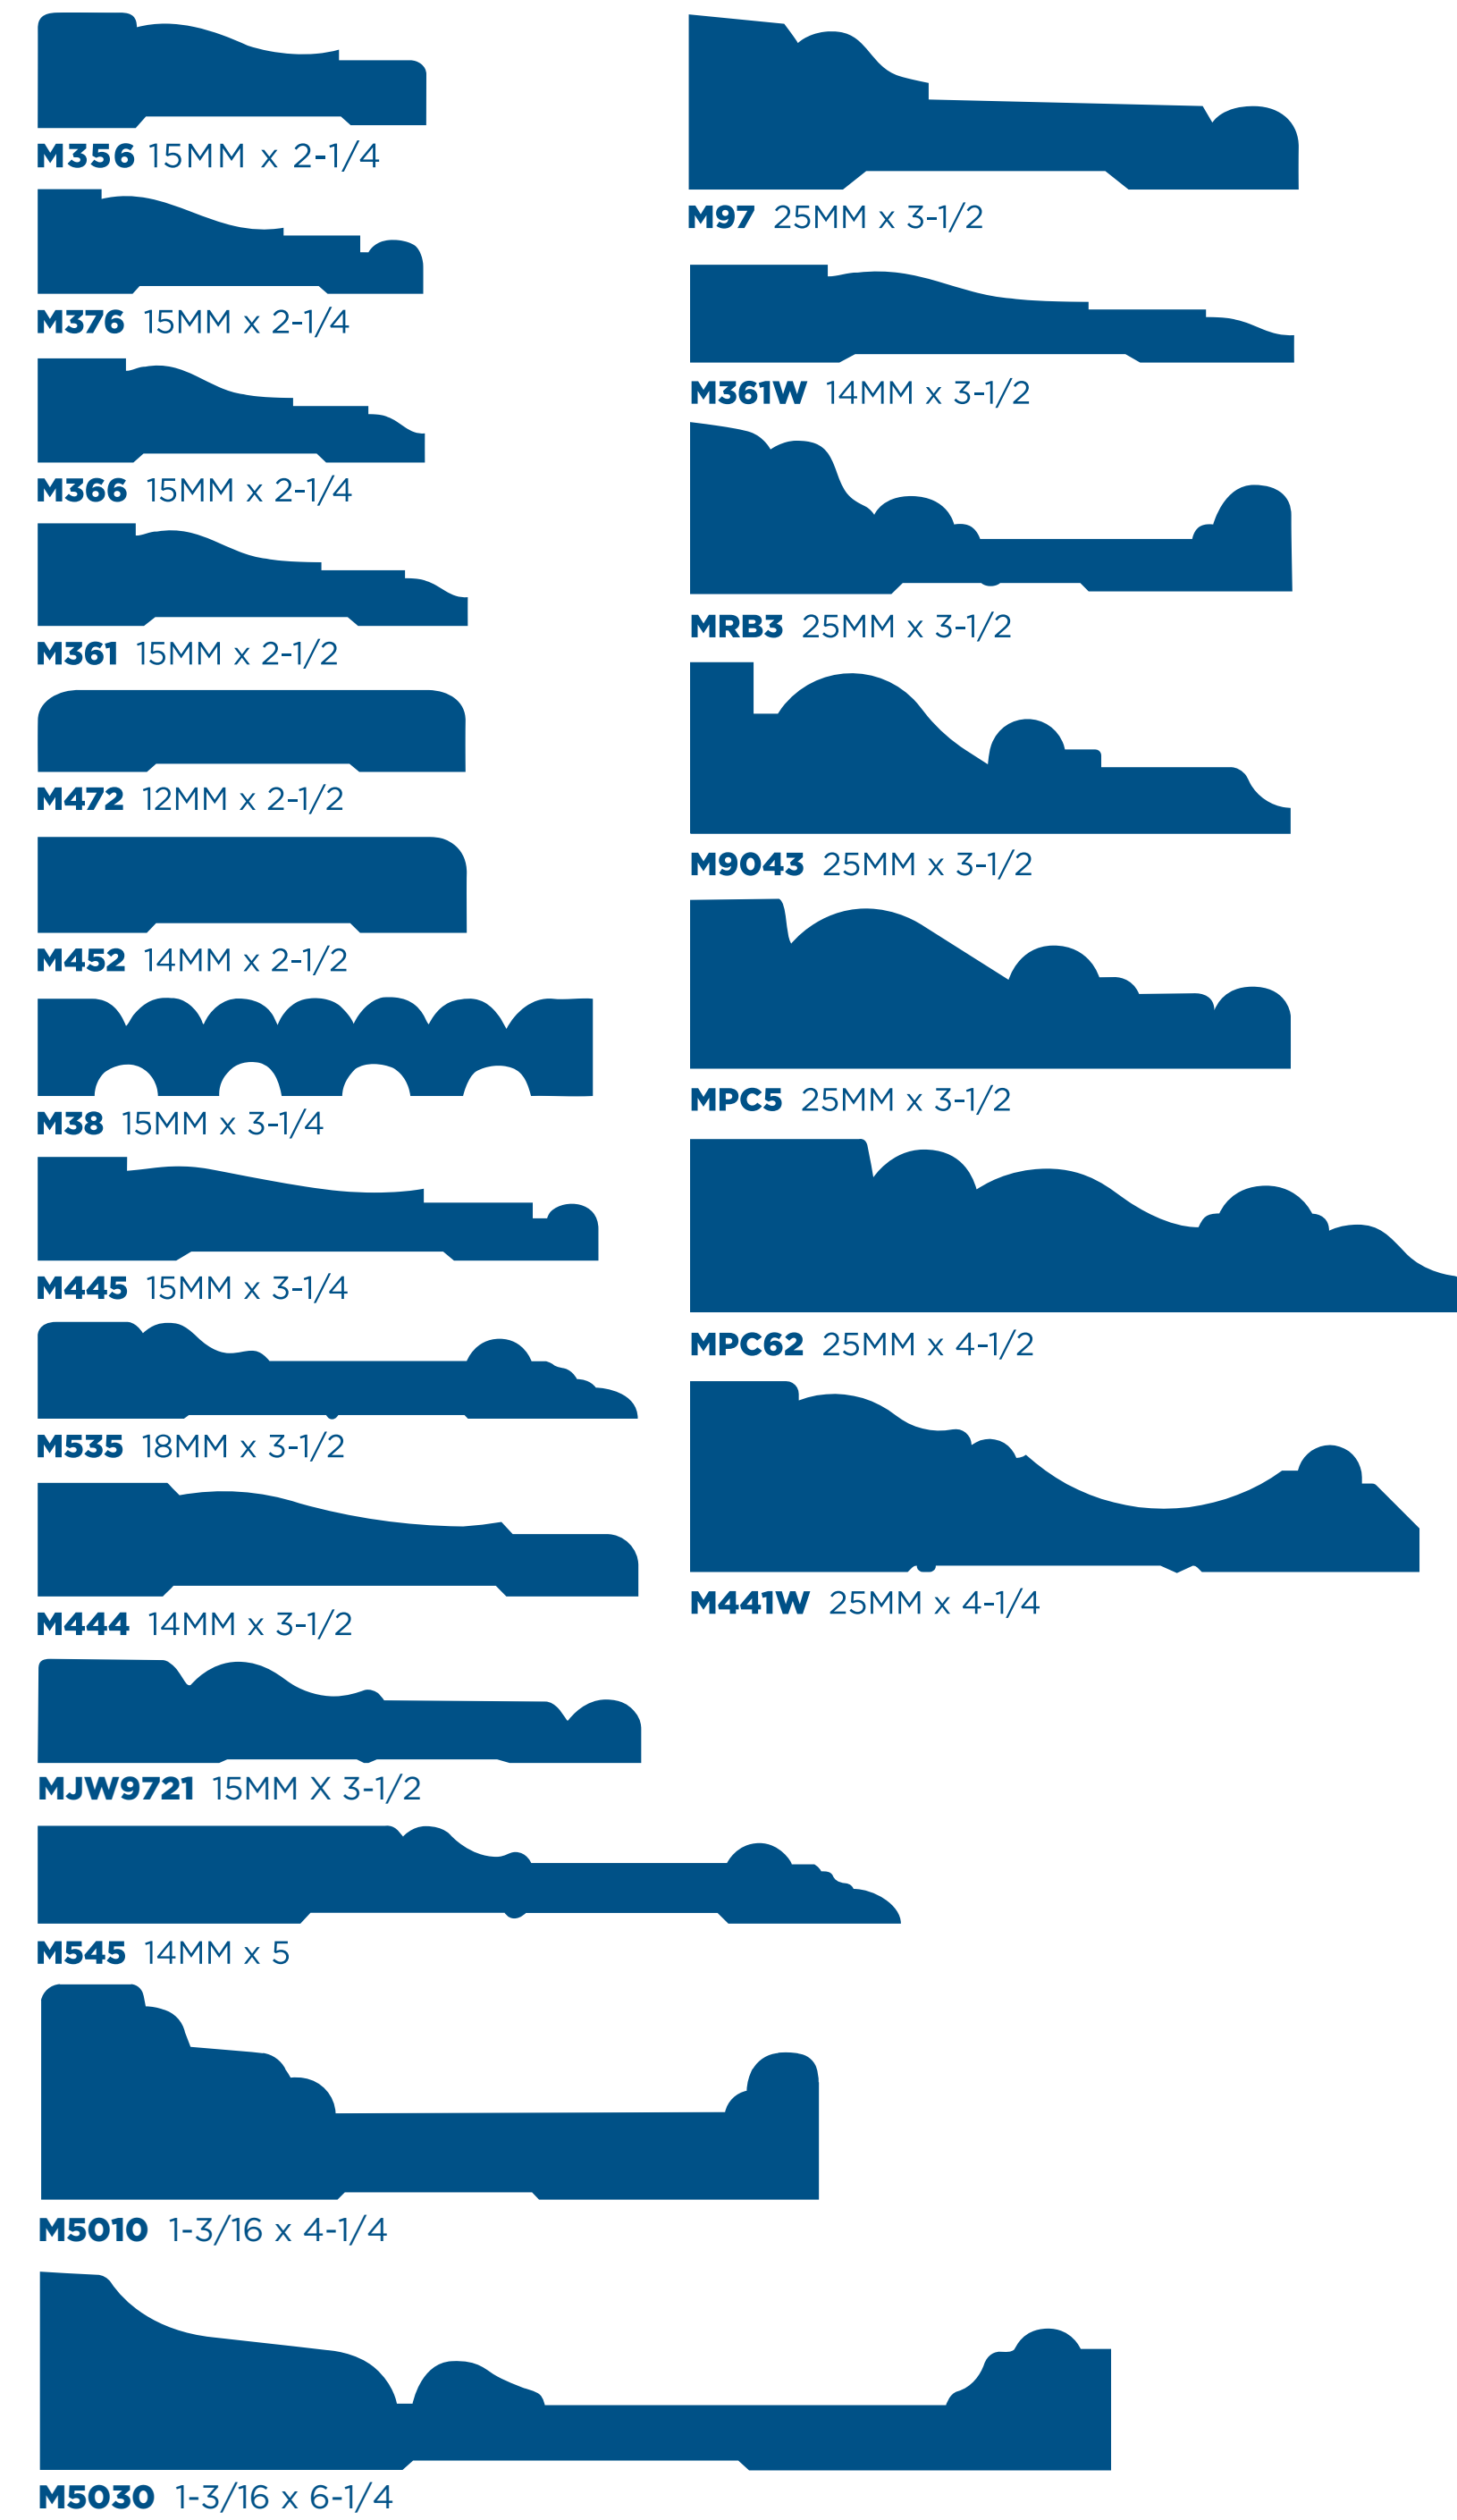 M356 15MM x 2-1/4
M376 15MM x 2-1/4
M366 15MM x 2-1/4
M361 15MM x 2-1/2
M472 12MM x 2-1/2
M452 14MM x 2-1/2
M38 15MM x 3-1/4
M445 15MM x 3-1/4
M535 18MM x 3-1/2
M444 14MM x 3-1/2
MJW9721 15MM X 3-1/2
M545 14MM x 5
M5010 1-3/16 x 4-1/4
M5030 1-3/16 x 6-1/4
M97 25MM x 3-1/2
M361W 14MM x 3-1/2
MRB3 25MM x 3-1/2
M9043 25MM x 3-1/2
MPC5 25MM x 3-1/2
MPC62 25MM x 4-1/2
M441W 25MM x 4-1/4